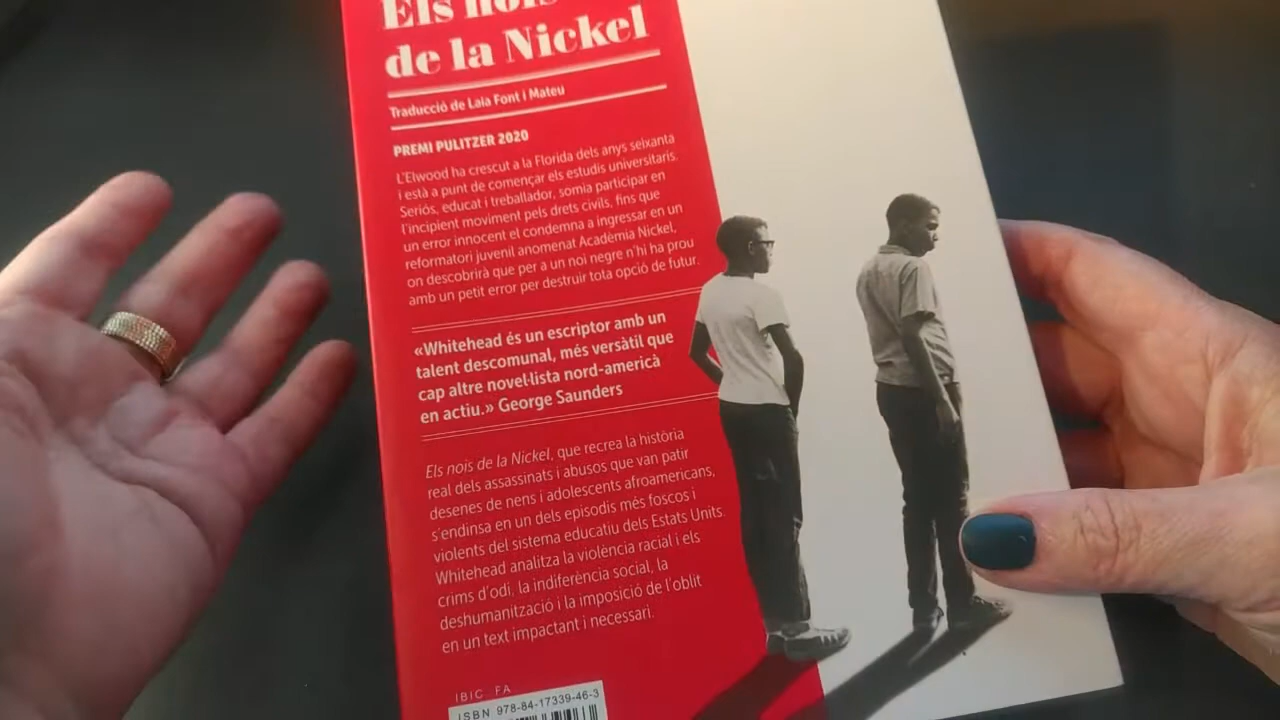 Els nois
de la Nickel
Traducció de Laia Font i Mateu
PREMI PULITZER 2020
L'Elwood ha crescut a la Florida dels anys seixanta
i està a punt de començar els estudis universitaris.
Seriós, educat i treballador, somia participar en
l'incipient moviment pels drets civils, fins que
un error innocent el condemna a ingressar en un
reformatori juvenil anomenat Acadèmia Nickel,
on descobrirà que per a un noi negre n'hi ha prou
amb un petit error per destruir tota opció de futur.
«Whitehead és un escriptor amb un
talent descomunal, més versàtil que
cap altre novel·lista nord-americà
en actiu.» George Saunders
Els nois de la Nickel, que recrea la història
real dels assassinats i abusos que van patir
desenes de nens i adolescents afroamericans,
s'endinsa en un dels episodis més foscos i
violents del sistema educatiu dels Estats Units.
Whitehead analitza la violència racial i els
crims d'odi, la indiferència social, la
deshumanització i la imposició de l'oblit
en un text impactant i necessari.
IBIC FA
ISBN 978-84-17339-46-3